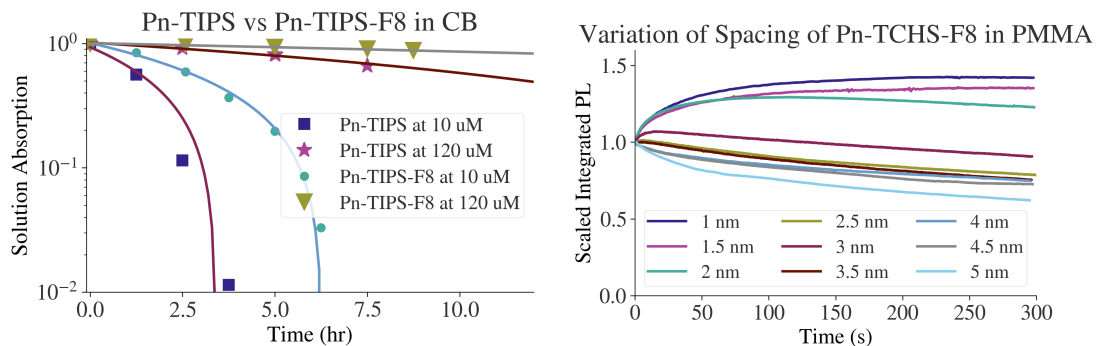 Pn-TIPS vs Pn-TIPS-F8 in CB
Solution Absorption
10⁰
10⁻¹
10⁻²
Pn-TIPS at 10 uM
Pn-TIPS at 120 uM
Pn-TIPS-F8 at 10 uM
Pn-TIPS-F8 at 120 uM
0.0 2.5 5.0 7.5 10.0
Time (hr)
Variation of Spacing of Pn-TCHS-F8 in PMMA
Scaled Integrated PL
1.5
1.0
0.5
0.0
1 nm 2.5 nm 4 nm
1.5 nm 3 nm 4.5 nm
2 nm 3.5 nm 5 nm
0 50 100 150 200 250 300
Time (s)